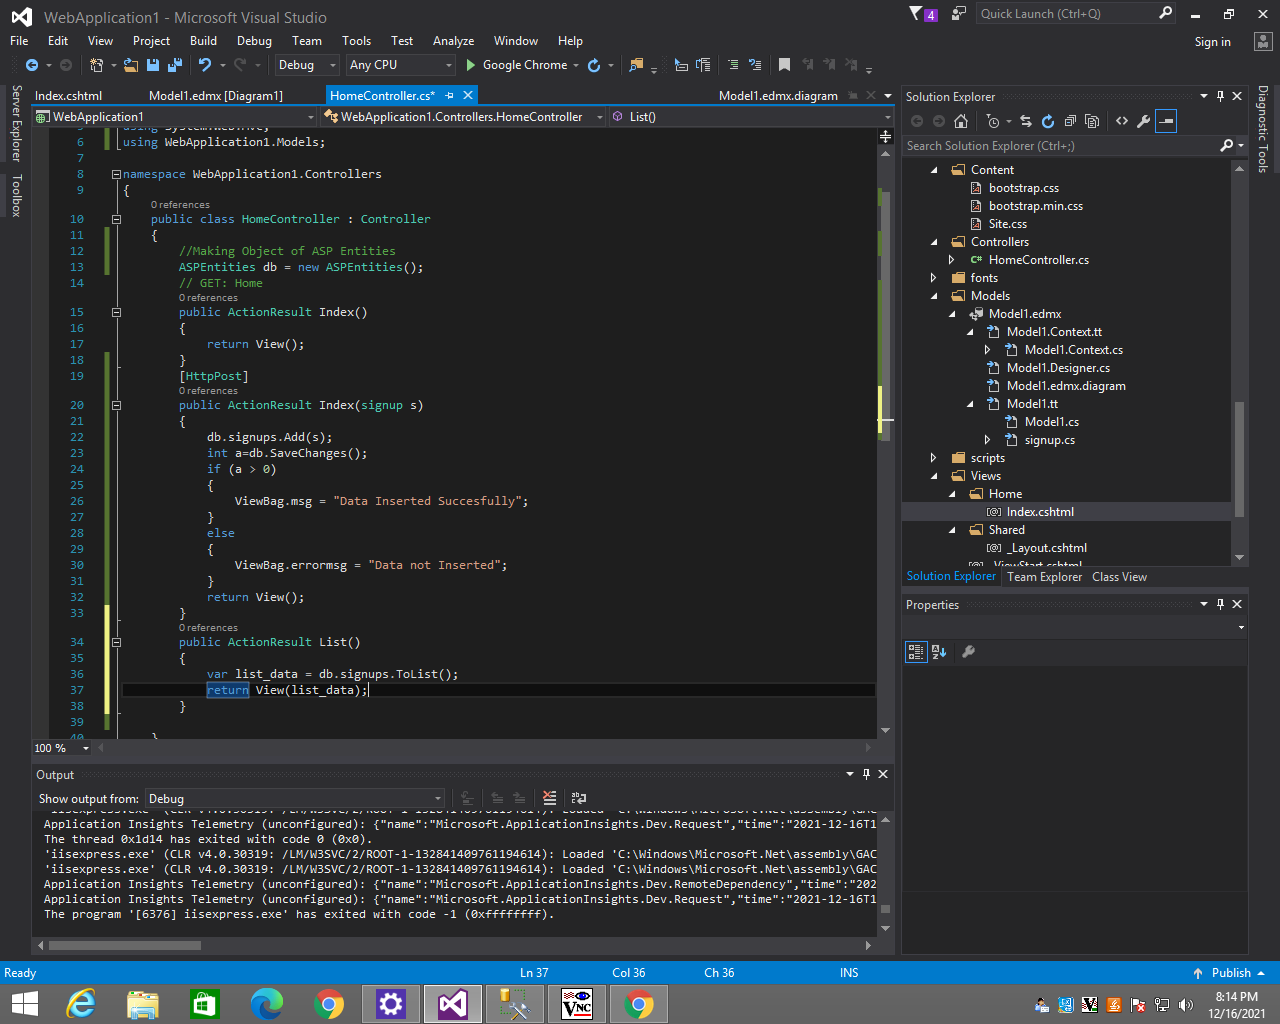 WebApplication1 - Microsoft Visual Studio
4
Quick Launch (Ctrl+Q)
File Edit View Project Build Debug Team Tools Test Analyze Window Help
Sign in
Debug Any CPU Google Chrome
Server Explorer
Toolbox
Index.cshtml Model1.edmx [Diagram1] HomeController.cs* Model1.edmx.diagram
WebApplication1 WebApplication1.Controllers.HomeController List()
6 using WebApplication1.Models;
7
8 namespace WebApplication1.Controllers
9 {
0 references
10 public class HomeController : Controller
11 {
12 //Making Object of ASP Entities
13 ASPEntities db = new ASPEntities();
14 // GET: Home
0 references
15 public ActionResult Index()
16 {
17 return View();
18 }
19 [HttpPost]
0 references
20 public ActionResult Index(signup s)
21 {
22 db.signups.Add(s);
23 int a=db.SaveChanges();
24 if (a > 0)
25 {
26 ViewBag.msg = "Data Inserted Succesfully";
27 }
28 else
29 {
30 ViewBag.errormsg = "Data not Inserted";
31 }
32 return View();
33 }
0 references
34 public ActionResult List()
35 {
36 var list_data = db.signups.ToList();
37 return View(list_data);
38 }
39
40 }
100 %
Output
Show output from: Debug
Application Insights Telemetry (unconfigured): {"name":"Microsoft.ApplicationInsights.Dev.Request","time":"2021-12-16T1
The thread 0x1d14 has exited with code 0 (0x0).
'iisexpress.exe' (CLR v4.0.30319: /LM/W3SVC/2/ROOT-1-132841409761194614): Loaded 'C:\Windows\Microsoft.Net\assembly\GAC
'iisexpress.exe' (CLR v4.0.30319: /LM/W3SVC/2/ROOT-1-132841409761194614): Loaded 'C:\Windows\Microsoft.Net\assembly\GAC
Application Insights Telemetry (unconfigured): {"name":"Microsoft.ApplicationInsights.Dev.RemoteDependency","time":"202
Application Insights Telemetry (unconfigured): {"name":"Microsoft.ApplicationInsights.Dev.Request","time":"2021-12-16T1
The program '[6376] iisexpress.exe' has exited with code -1 (0xffffffff).
Solution Explorer
Search Solution Explorer (Ctrl+;)
Content
bootstrap.css
bootstrap.min.css
Site.css
Controllers
C# HomeController.cs
fonts
Models
Model1.edmx
Model1.Context.tt
Model1.Context.cs
Model1.Designer.cs
Model1.edmx.diagram
Model1.tt
Model1.cs
signup.cs
scripts
Views
Home
Index.cshtml
Shared
_Layout.cshtml
_ViewStart.cshtml
Solution Explorer Team Explorer Class View
Properties
Diagnostic Tools
Ready Ln 37 Col 36 Ch 36 INS Publish
VNC
8:14 PM
12/16/2021